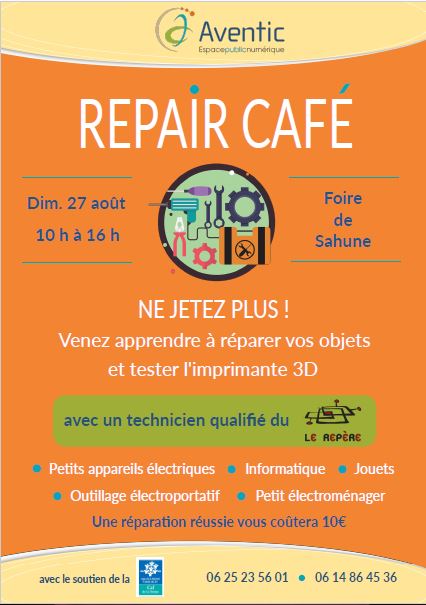 Aventic
Espacepublicnumérique
REPAIR CAFÉ
Dim. 27 août
10 h à 16 h
Foire
de
Sahune
NE JETEZ PLUS !
Venez apprendre à réparer vos objets
et tester l'imprimante 3D
avec un technicien qualifié du
LE REPÈRE
• Petits appareils électriques • Informatique • Jouets
• Outillage électroportatif • Petit électroménager
Une réparation réussie vous coûtera 10€
avec le soutien de la
Caf
06 25 23 56 01 • 06 14 86 45 36